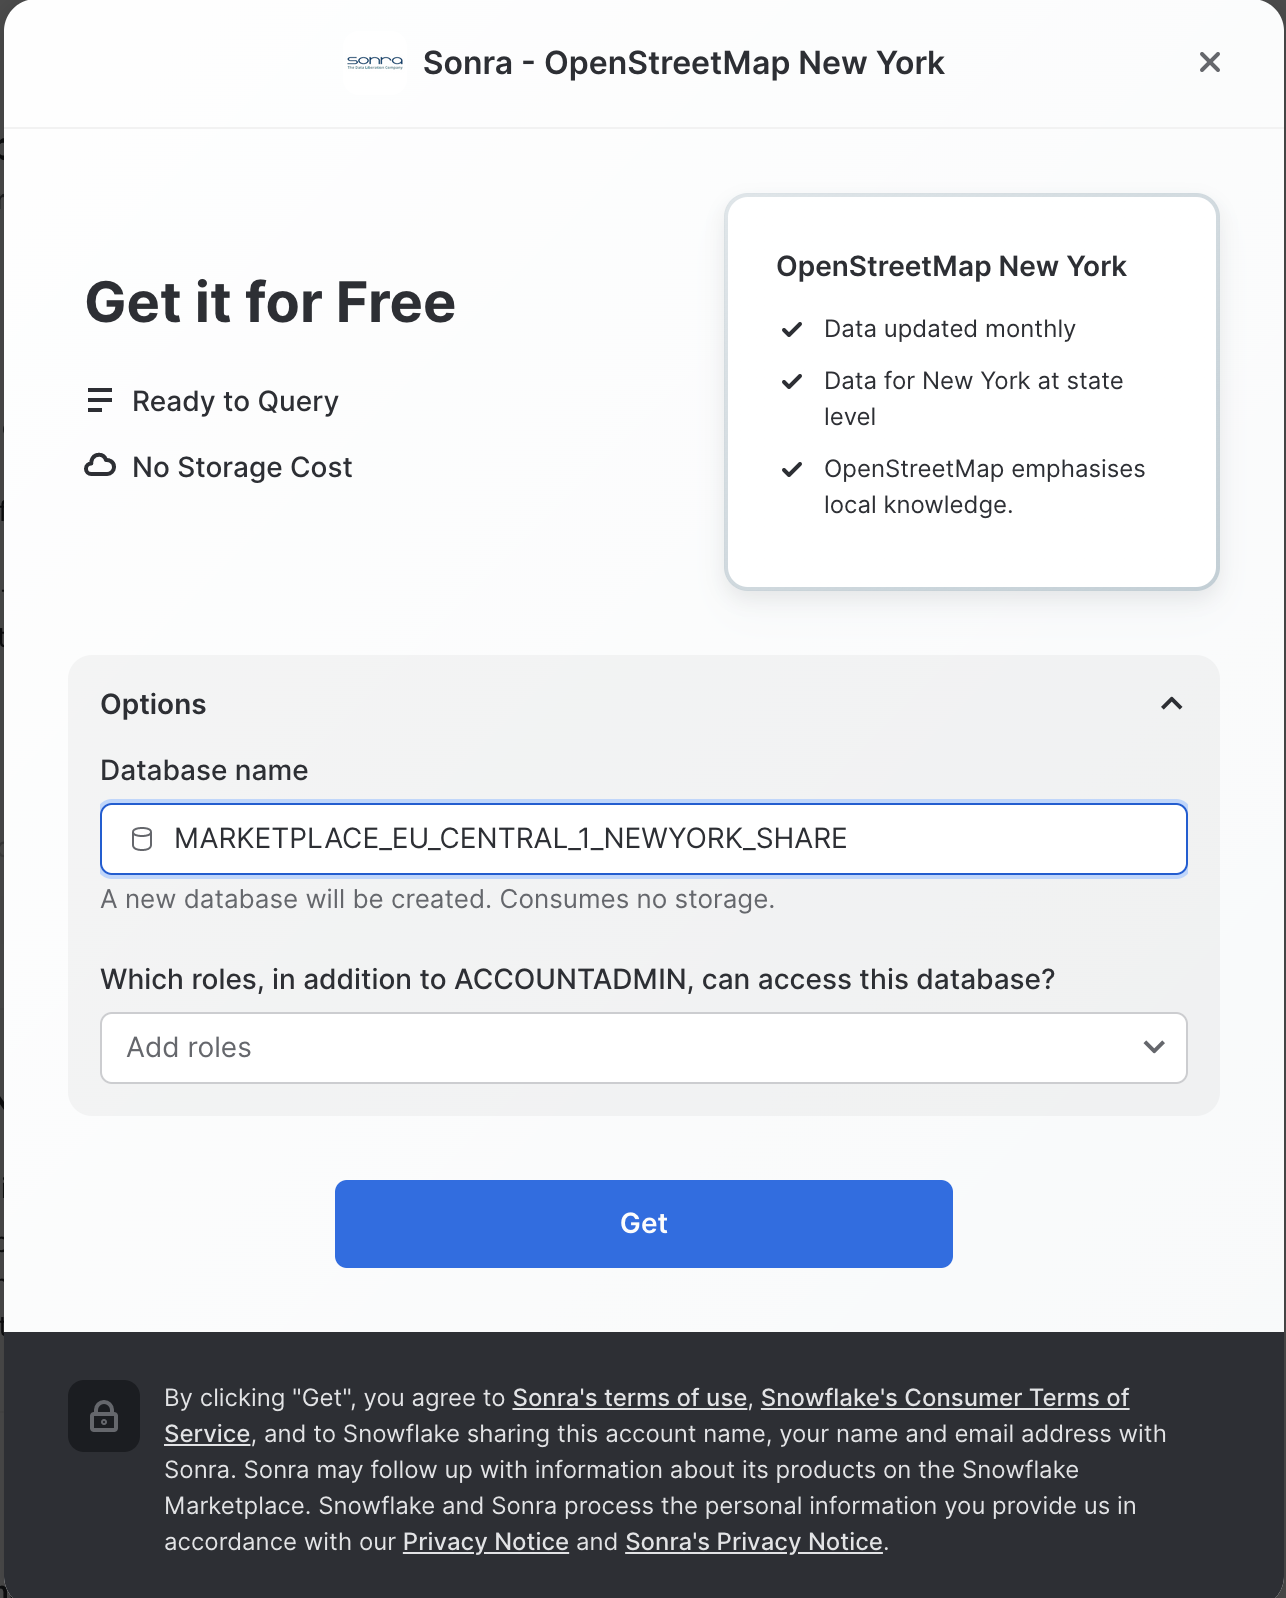 sonra
The Data Liberation Company
Sonra - OpenStreetMap New York
Get it for Free
Ready to Query
No Storage Cost
OpenStreetMap New York
Data updated monthly
Data for New York at state
level
OpenStreetMap emphasises
local knowledge.
Options
Database name
MARKETPLACE_EU_CENTRAL_1_NEWYORK_SHARE
A new database will be created. Consumes no storage.
Which roles, in addition to ACCOUNTADMIN, can access this database?
Add roles
Get
By clicking "Get", you agree to Sonra's terms of use, Snowflake's Consumer Terms of
Service, and to Snowflake sharing this account name, your name and email address with
Sonra. Sonra may follow up with information about its products on the Snowflake
Marketplace. Snowflake and Sonra process the personal information you provide us in
accordance with our Privacy Notice and Sonra's Privacy Notice.